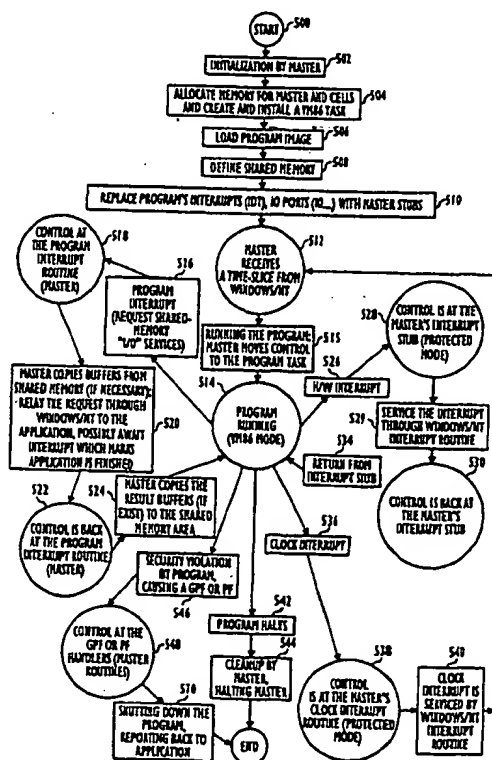 START
500
INITIALIZATION BY MASTER
502
ALLOCATE MEMORY FOR MASTER AND CELLS
AND CREATE AND INSTALL A VM86 TASK
504
LOAD PROGRAM IMAGE
506
DEFINE SHARED MEMORY
508
REPLACE PROGRAM'S INTERRUPTS (IDT), IO PORTS (IO...) WITH MASTER STUBS
510
MASTER
RECEIVES
A TIME-SLICE FROM
WINDOWS/NT
512
RUNNING THE PROGRAM:
MASTER MOVES CONTROL
TO THE PROGRAM TASK
515
PROGRAM
RUNNING
(VM86 MODE)
514
PROGRAM
INTERRUPT
(REQUEST SHARED-
MEMORY
"I/O" SERVICES)
516
CONTROL AT
THE PROGRAM
INTERRUPT
ROUTINE
(MASTER)
518
MASTER COPIES BUFFERS FROM
SHARED MEMORY (IF NECESSARY);
RELAY THE REQUEST THROUGH
WINDOWS/NT TO THE
APPLICATION, POSSIBLY AWAIT
INTERRUPT WHICH MARKS
APPLICATION IS FINISHED
520
CONTROL IS BACK
AT THE PROGRAM
INTERRUPT ROUTINE
(MASTER)
522
MASTER COPIES THE
RESULT BUFFERS (IF
EXIST) TO THE SHARED
MEMORY AREA
524
H/W INTERRUPT
526
CONTROL IS AT
THE MASTER'S
INTERRUPT STUB
(PROTECTED
MODE)
528
SERVICE THE INTERRUPT
THROUGH WINDOWS/NT
INTERRUPT ROUTINE
529
CONTROL IS BACK
AT THE MASTER'S
INTERRUPT STUB
530
RETURN FROM
INTERRUPT STUB
534
CLOCK INTERRUPT
536
CONTROL
IS AT THE MASTER'S
CLOCK INTERRUPT
ROUTINE (PROTECTED
MODE)
538
CLOCK
INTERRUPT IS
SERVICED BY
WINDOWS/NT
INTERRUPT
ROUTINE
540
PROGRAM HALTS
542
CLEANUP BY
MASTER,
HALTING MASTER
544
END
SECURITY VIOLATION
BY PROGRAM,
CAUSING A GPF OR PF
546
CONTROL AT THE
GPF OR PF
HANDLERS (MASTER
ROUTINES)
548
SHUTTING DOWN
THE PROGRAM,
REPORTING BACK TO
APPLICATION
570